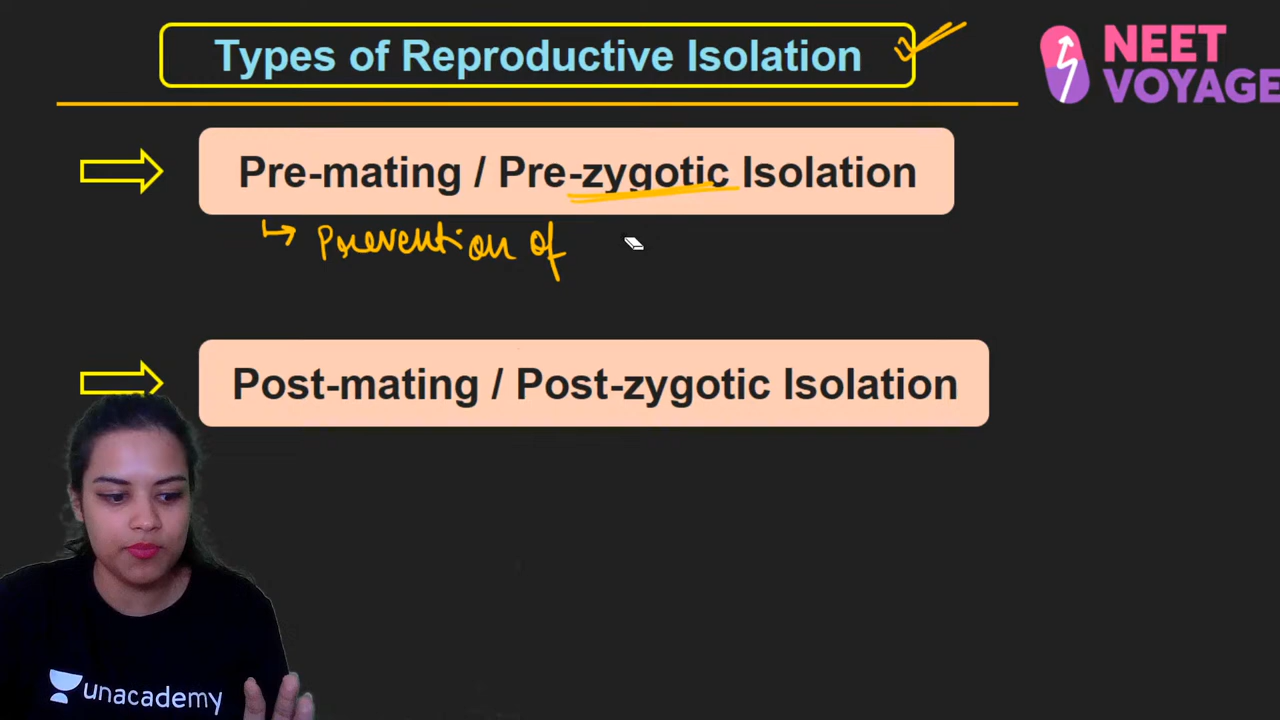 Types of Reproductive Isolation
NEET
VOYAGE
Pre-mating / Pre-zygotic Isolation
↳ Prevention of
Post-mating / Post-zygotic Isolation
unacademy